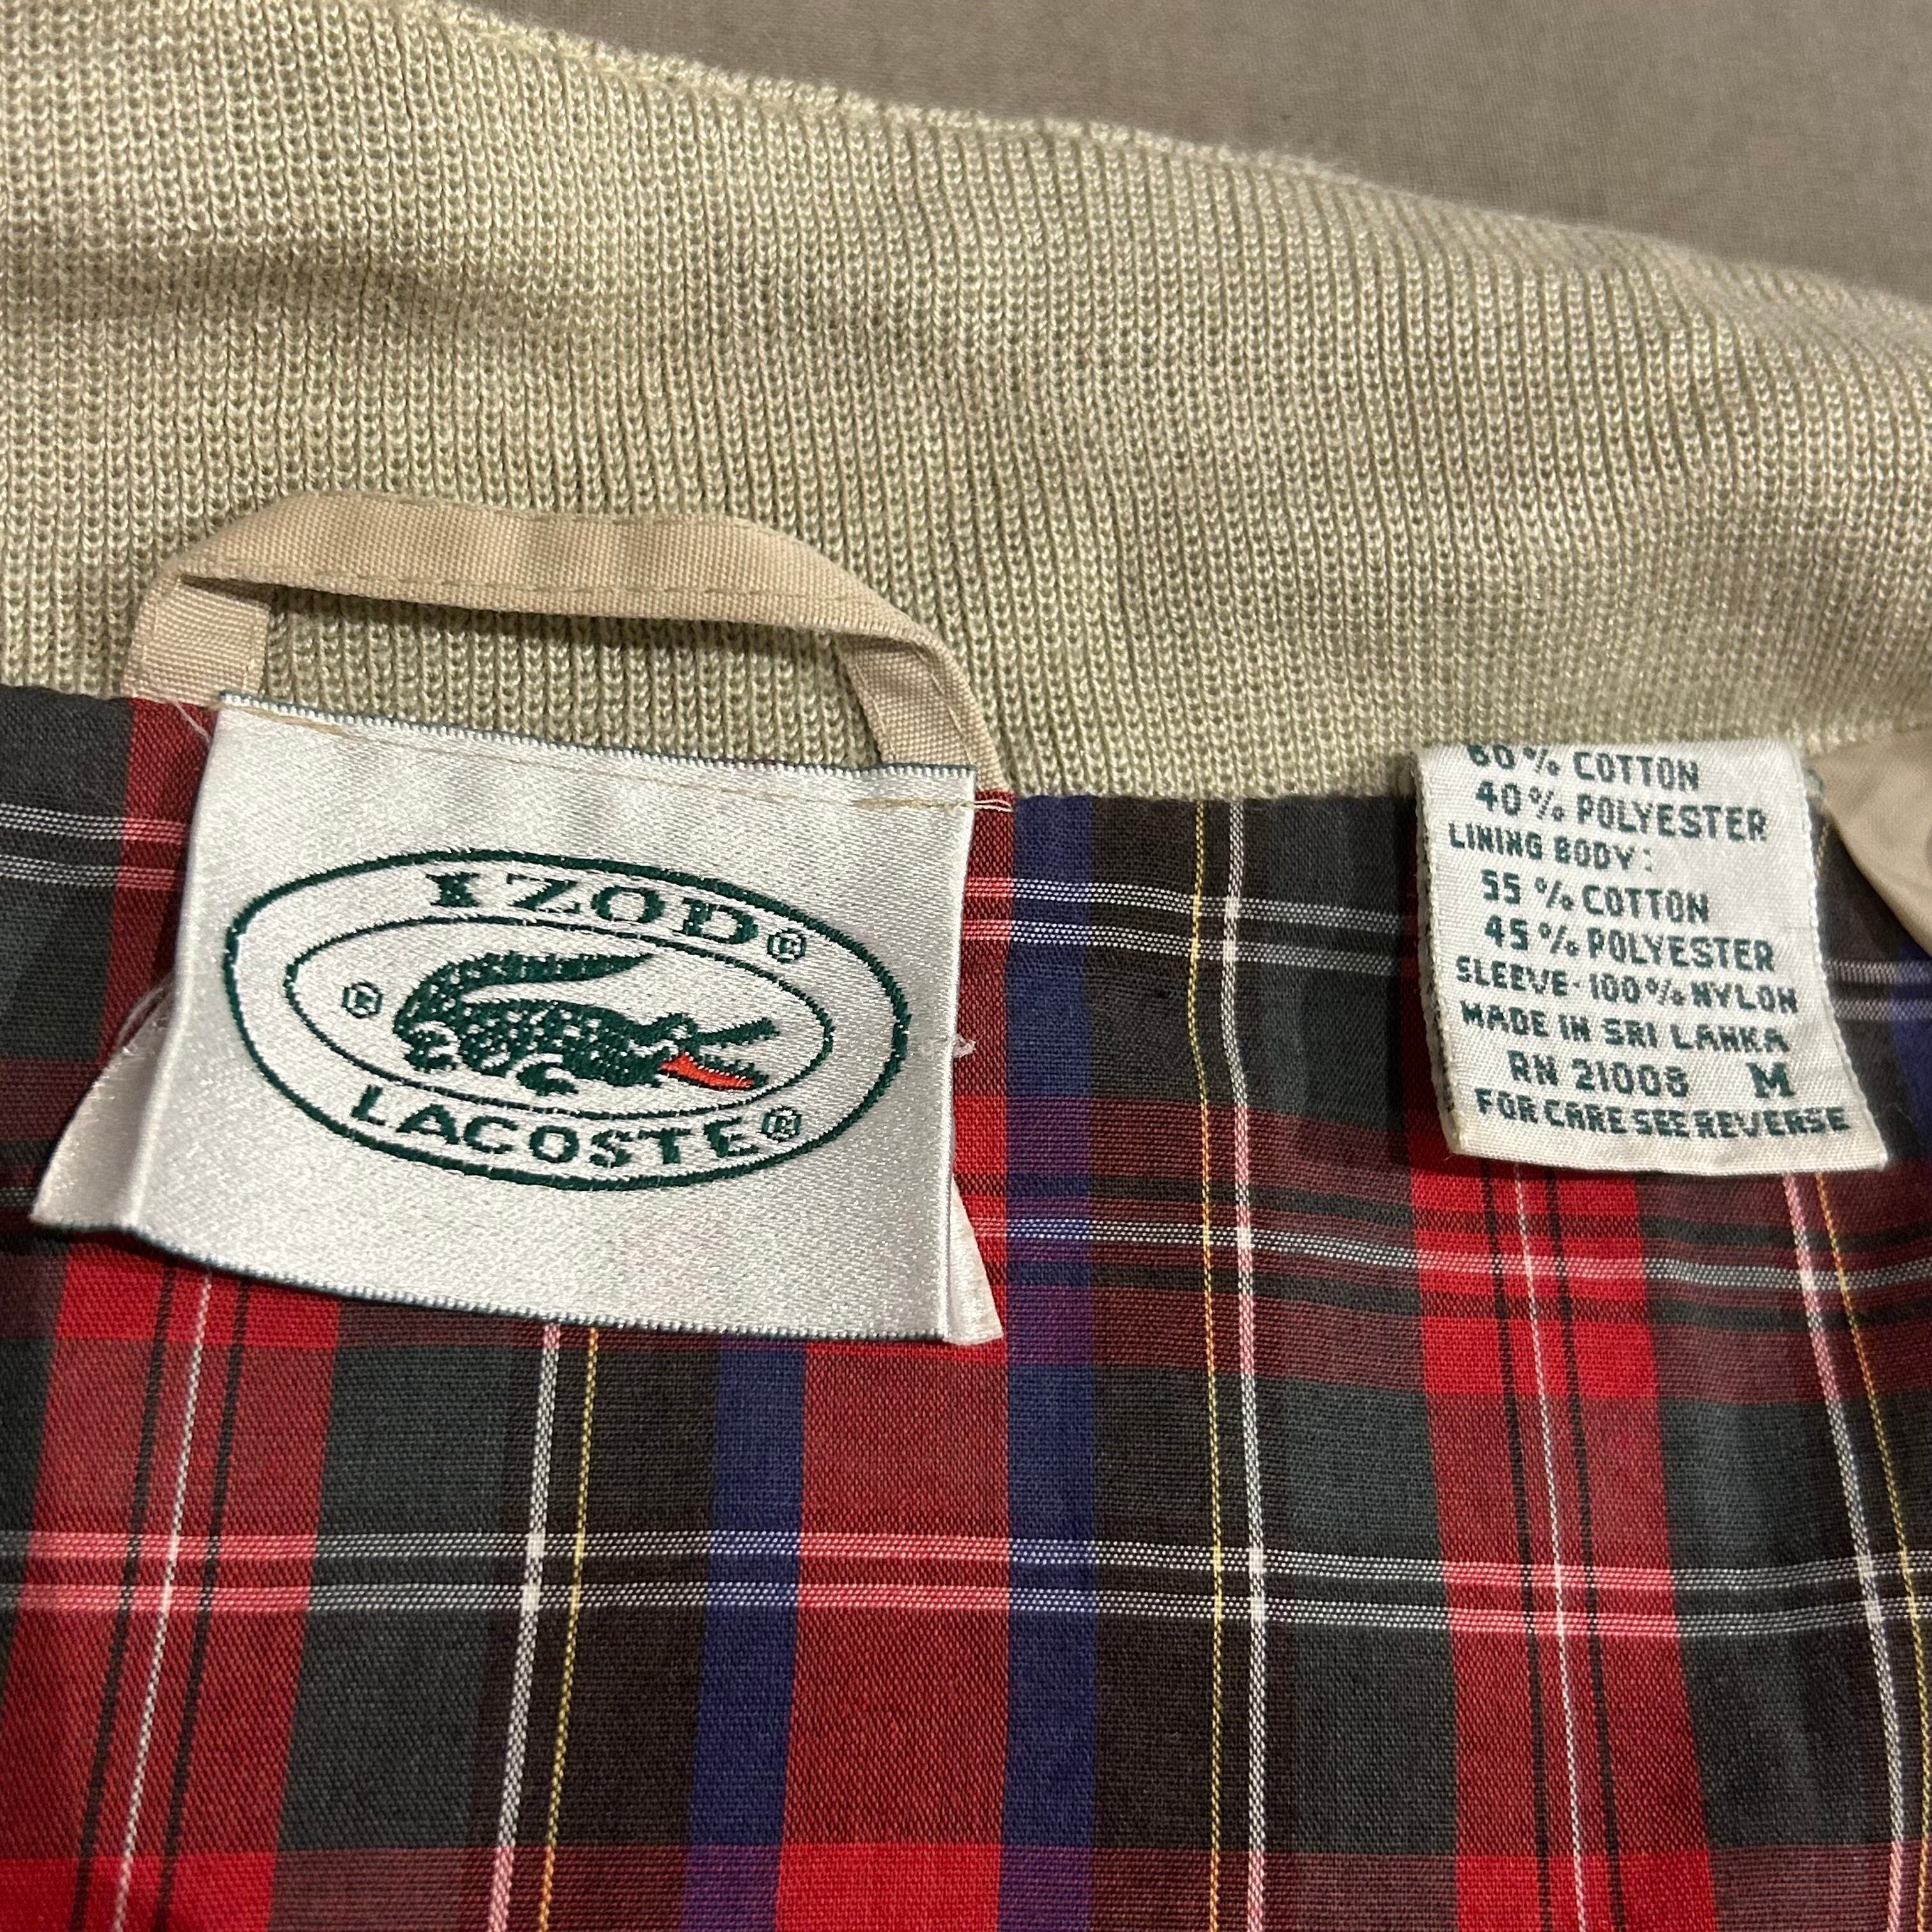 IZOD®
®
LACOSTE®
60% COTTON
40% POLYESTER
LINING BODY:
55% COTTON
45% POLYESTER
SLEEVE-100% NYLON
MADE IN SRI LANKA
RN 21008 M
FOR CARE SEE REVERSE